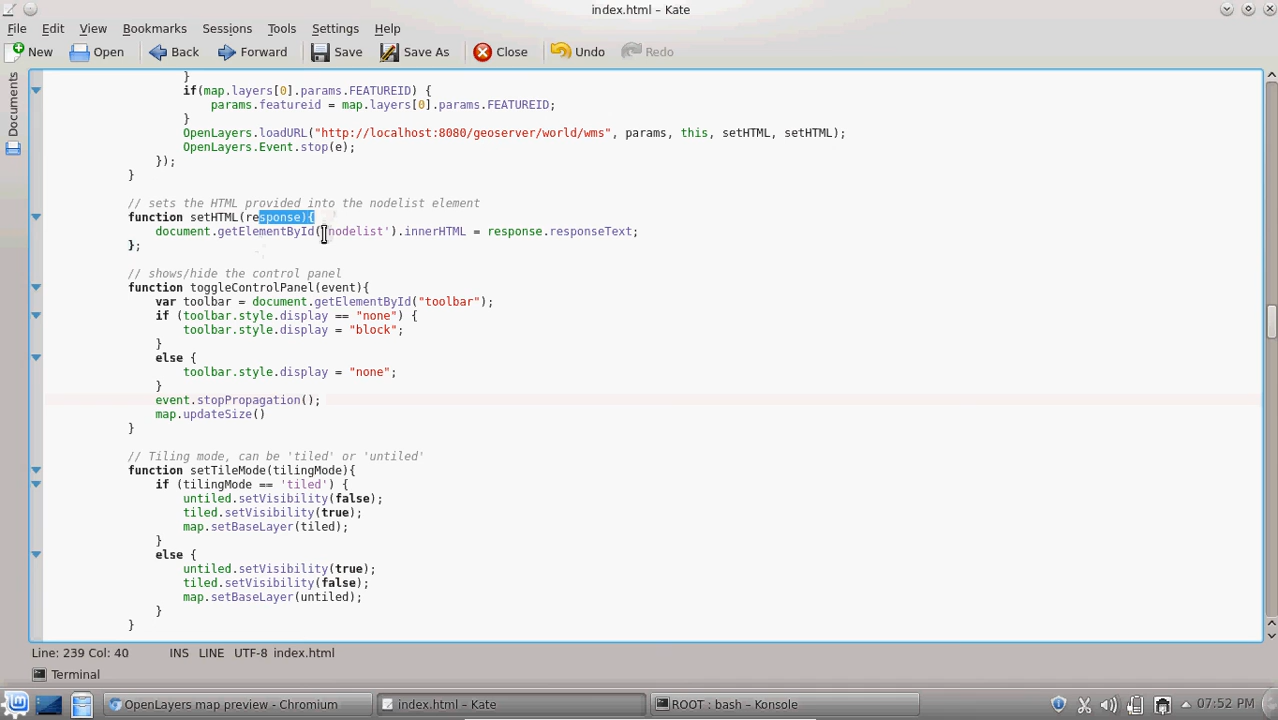 index.html – Kate
File Edit View Bookmarks Sessions Tools Settings Help
New Open Back Forward Save Save As Close Undo Redo
Documents
}
if(map.layers[0].params.FEATUREID) {
params.featureid = map.layers[0].params.FEATUREID;
}
OpenLayers.loadURL("http://localhost:8080/geoserver/world/wms", params, this, setHTML, setHTML);
OpenLayers.Event.stop(e);
});
}
// sets the HTML provided into the nodelist element
function setHTML(response){
document.getElementById('nodelist').innerHTML = response.responseText;
};
// shows/hide the control panel
function toggleControlPanel(event){
var toolbar = document.getElementById("toolbar");
if (toolbar.style.display == "none") {
toolbar.style.display = "block";
}
else {
toolbar.style.display = "none";
}
event.stopPropagation();
map.updateSize()
}
// Tiling mode, can be 'tiled' or 'untiled'
function setTileMode(tilingMode){
if (tilingMode == 'tiled') {
untiled.setVisibility(false);
tiled.setVisibility(true);
map.setBaseLayer(tiled);
}
else {
untiled.setVisibility(true);
tiled.setVisibility(false);
map.setBaseLayer(untiled);
}
}
Line: 239 Col: 40 INS LINE UTF-8 index.html
Terminal
OpenLayers map preview – Chromium index.html – Kate ROOT : bash – Konsole 07:52 PM